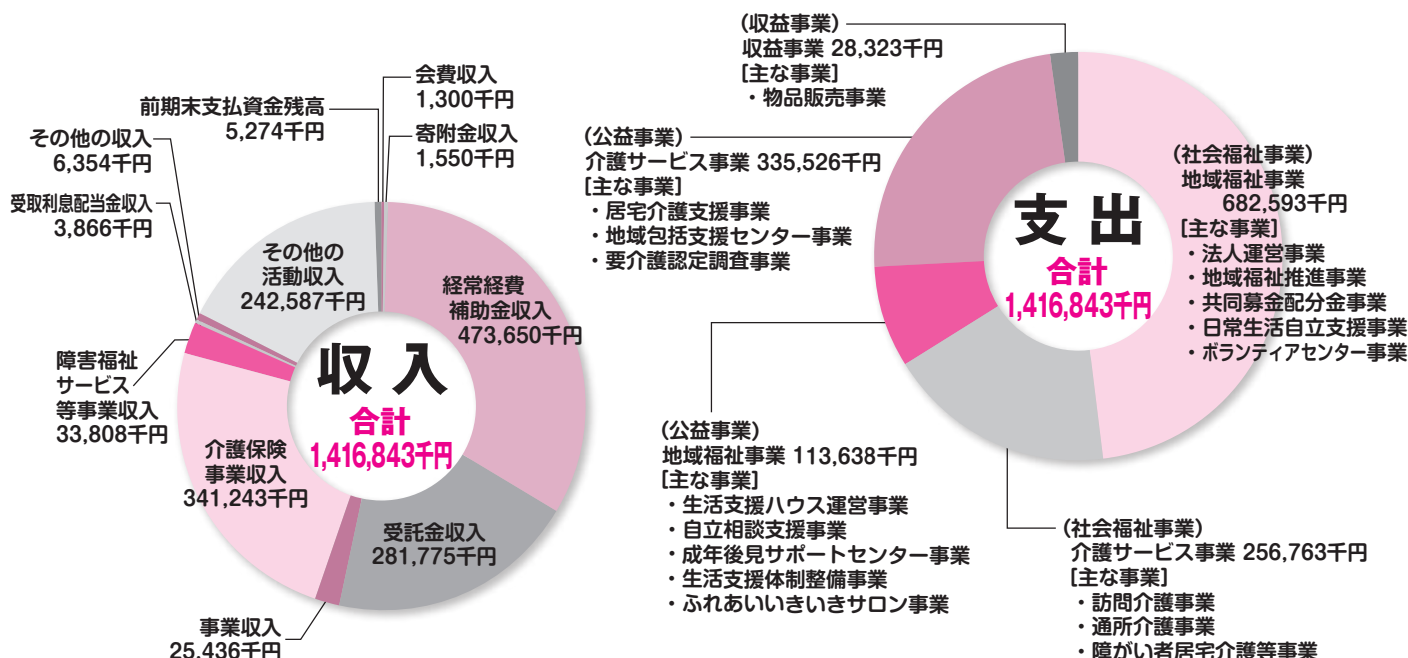 会費収入
1,300千円
寄附金収入
1,550千円
経常経費
補助金収入
473,650千円
受託金収入
281,775千円
事業収入
25,436千円
介護保険
事業収入
341,243千円
障害福祉
サービス
等事業収入
33,808千円
受取利息配当金収入
3,866千円
その他の収入
6,354千円
その他の
活動収入
242,587千円
前期末支払資金残高
5,274千円
収入
合計
1,416,843千円
(収益事業)
収益事業 28,323千円
[主な事業]
・物品販売事業
(公益事業)
介護サービス事業 335,526千円
[主な事業]
・居宅介護支援事業
・地域包括支援センター事業
・要介護認定調査事業
支出
合計
1,416,843千円
(社会福祉事業)
地域福祉事業
682,593千円
[主な事業]
・法人運営事業
・地域福祉推進事業
・共同募金配分金事業
・日常生活自立支援事業
・ボランティアセンター事業
(公益事業)
地域福祉事業 113,638千円
[主な事業]
・生活支援ハウス運営事業
・自立相談支援事業
・成年後見サポートセンター事業
・生活支援体制整備事業
・ふれあいいきいきサロン事業
(社会福祉事業)
介護サービス事業 256,763千円
[主な事業]
・訪問介護事業
・通所介護事業
・障がい者居宅介護等事業